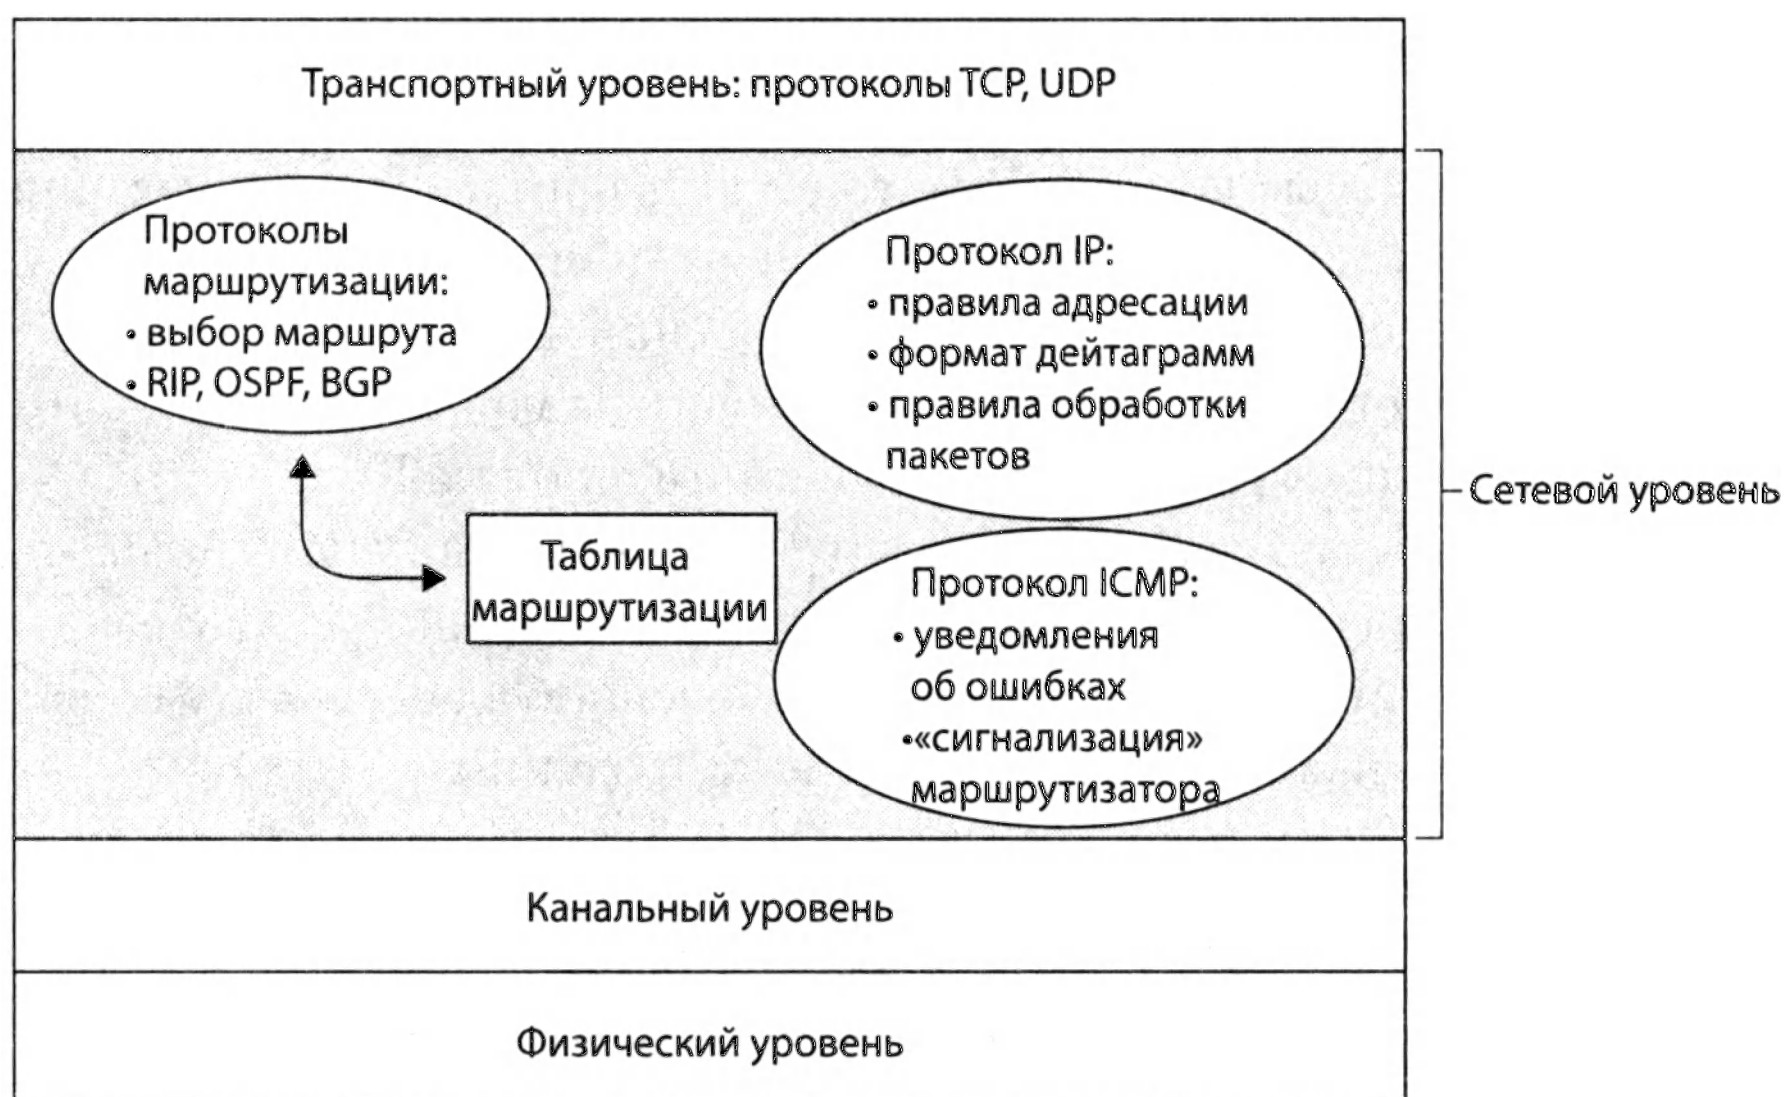 Транспортный уровень: протоколы TCP, UDP
Протоколы
маршрутизации:
• выбор маршрута
• RIP, OSPF, BGP
Протокол IP:
• правила адресации
• формат дейтаграмм
• правила обработки
пакетов
Сетевой уровень
Таблица
маршрутизации
Протокол ICMP:
• уведомления
об ошибках
•«сигнализация»
маршрутизатора
Канальный уровень
Физический уровень